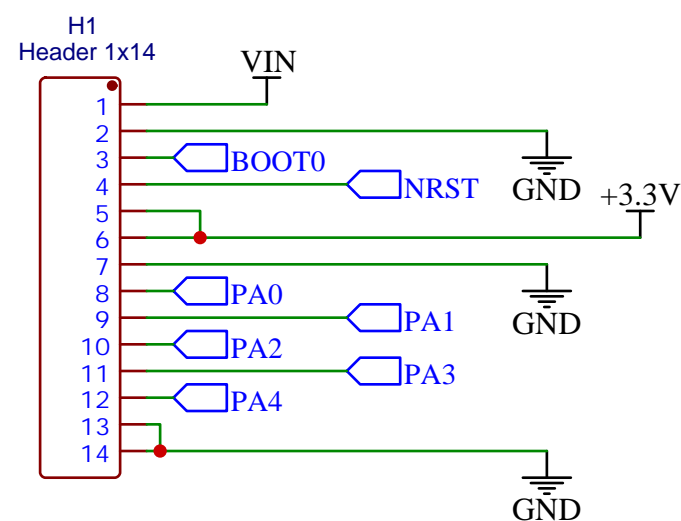 H1
Header 1x14
VIN
1
2
3
BOOT0
GND
4
NRST
+3.3V
5
6
7
8
PA0
GND
9
PA1
10
PA2
11
PA3
12
PA4
13
14
GND